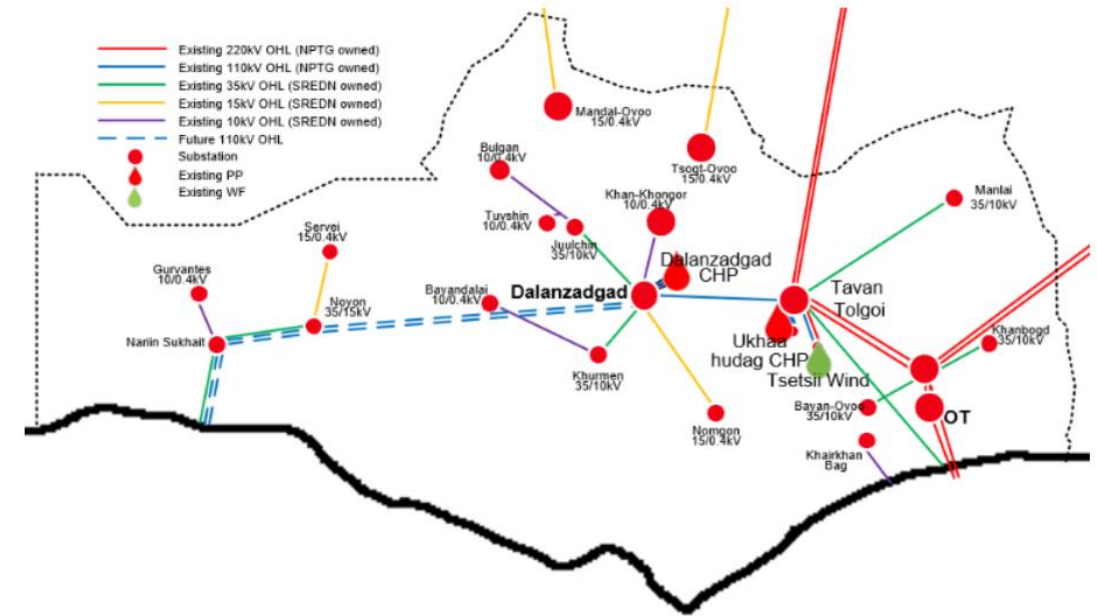 Existing 220kV OHL (NPTG owned)
Existing 110kV OHL (NPTG owned)
Existing 35kV OHL (SREDN owned)
Existing 15kV OHL (SREDN owned)
Existing 10kV OHL (SREDN owned)
Future 110kV OHL
Substation
Existing PP
Existing WF
Mandal-Ovoo
15/0.4kV
Tsogt-Ovoo
15/0.4kV
Bulgan
10/0.4kV
Khan-Khongor
10/0.4kV
Manlai
35/10kV
Tuvshin
10/0.4kV
Juulchin
35/10kV
Servei
15/0.4kV
Dalanzadgad
CHP
Gurvantes
10/0.4kV
Bayandalai
10/0.4kV
Dalanzadgad
Tavan
Tolgoi
Noyon
35/15kV
Nariin Sukhait
Ukhaa
hudag CHP
Khanbogd
35/10kV
Khurmen
35/10kV
Tsetsii Wind
Bayan-Ovoo
35/10kV
OT
Nomgon
15/0.4kV
Khairkhan
Bag